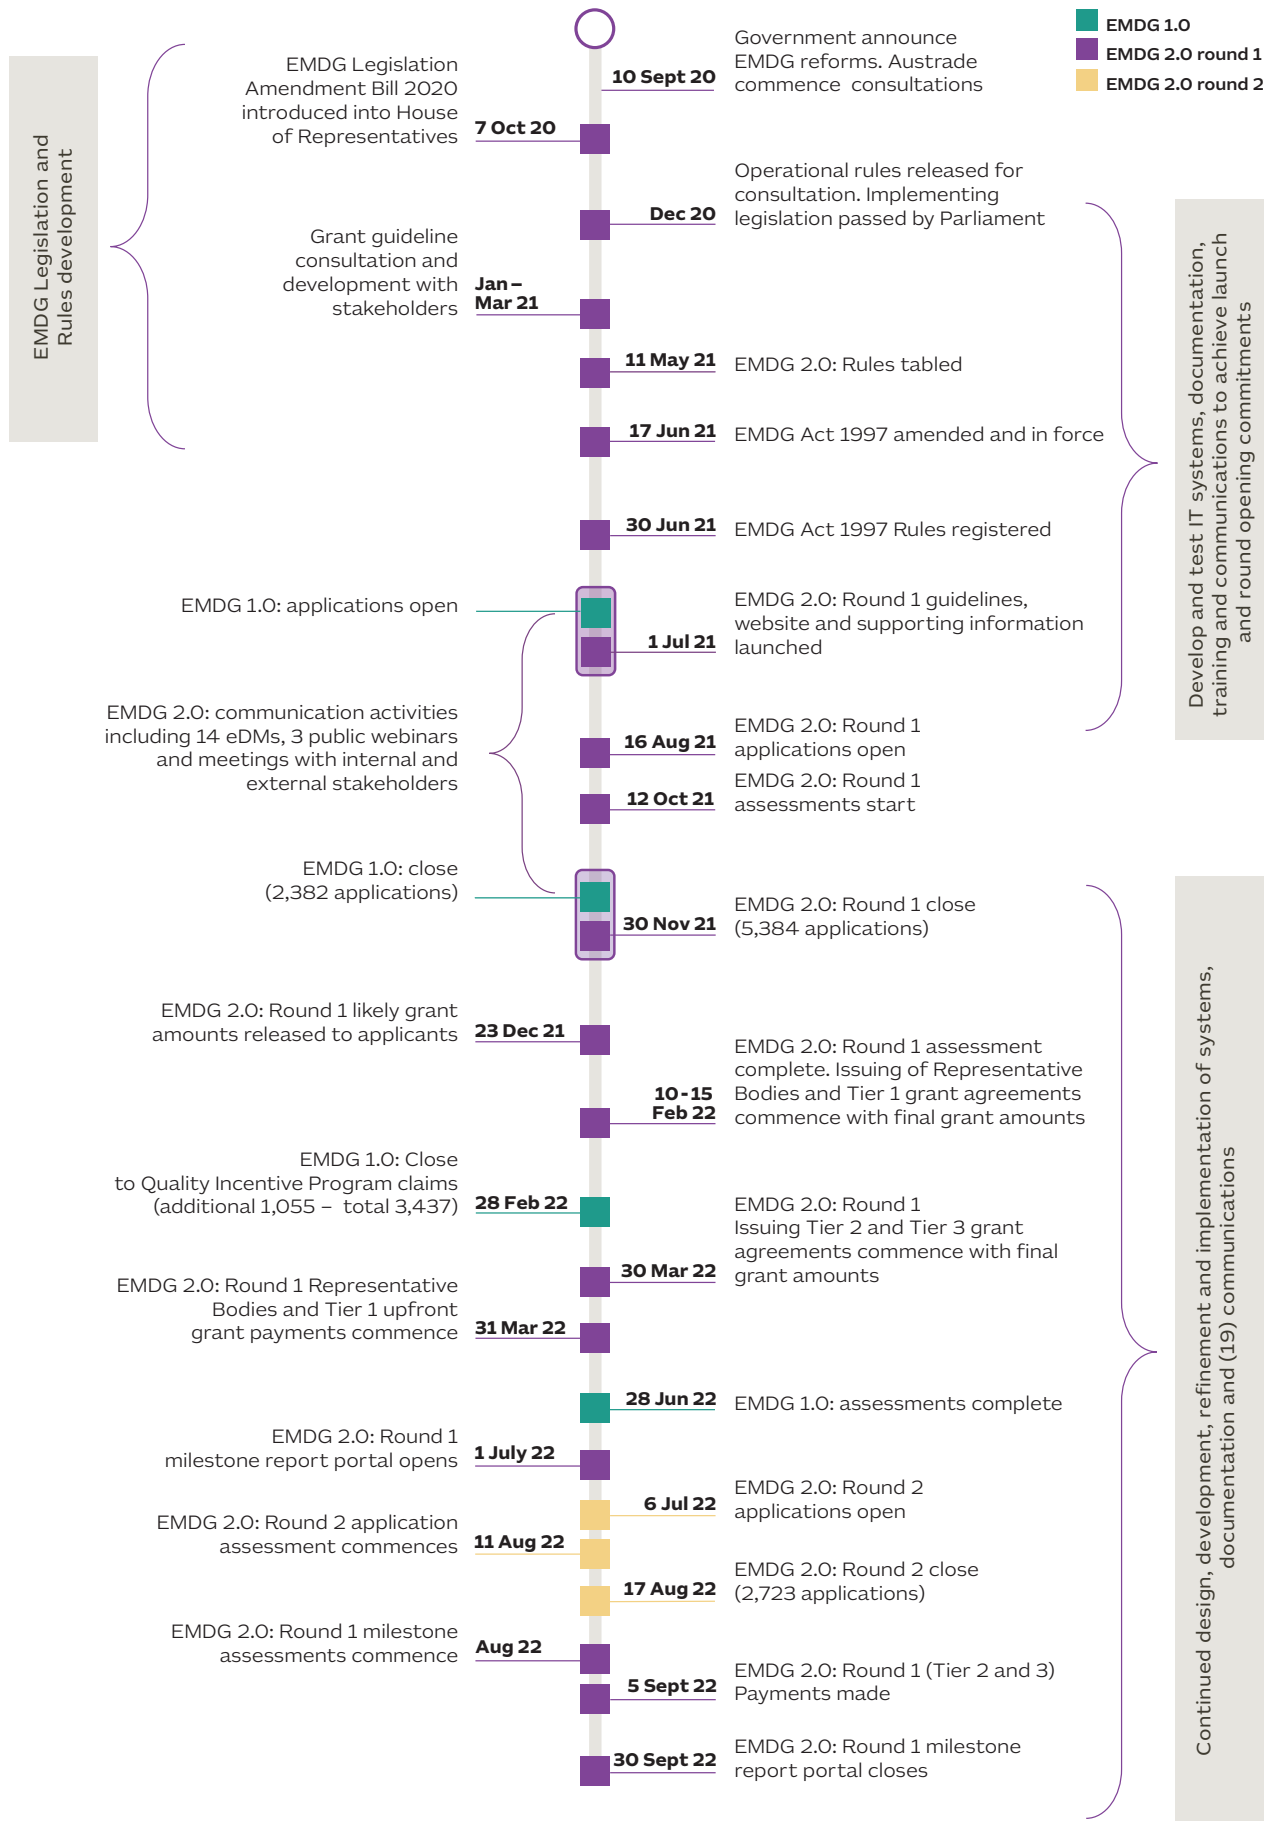 EMDG 1.0
EMDG 2.0 round 1
EMDG 2.0 round 2
EMDG Legislation and
Rules development
Government announce
EMDG reforms. Austrade
commence consultations
10 Sept 20
EMDG Legislation
Amendment Bill 2020
introduced into House
of Representatives
7 Oct 20
Operational rules released for
consultation. Implementing
legislation passed by Parliament
Dec 20
Grant guideline
consultation and
development with
stakeholders
Jan –
Mar 21
11 May 21
EMDG 2.0: Rules tabled
17 Jun 21
EMDG Act 1997 amended and in force
30 Jun 21
EMDG Act 1997 Rules registered
Develop and test IT systems, documentation,
training and communications to achieve launch
and round opening commitments
EMDG 1.0: applications open
EMDG 2.0: Round 1 guidelines,
website and supporting information
launched
1 Jul 21
EMDG 2.0: communication activities
including 14 eDMs, 3 public webinars
and meetings with internal and
external stakeholders
16 Aug 21
EMDG 2.0: Round 1
applications open
12 Oct 21
EMDG 2.0: Round 1
assessments start
EMDG 1.0: close
(2,382 applications)
30 Nov 21
EMDG 2.0: Round 1 close
(5,384 applications)
EMDG 2.0: Round 1 likely grant
amounts released to applicants
23 Dec 21
10-15
Feb 22
EMDG 2.0: Round 1 assessment
complete. Issuing of Representative
Bodies and Tier 1 grant agreements
commence with final grant amounts
EMDG 1.0: Close
to Quality Incentive Program claims
(additional 1,055 – total 3,437)
28 Feb 22
30 Mar 22
EMDG 2.0: Round 1
Issuing Tier 2 and Tier 3 grant
agreements commence with final
grant amounts
EMDG 2.0: Round 1 Representative
Bodies and Tier 1 upfront
grant payments commence
31 Mar 22
28 Jun 22
EMDG 1.0: assessments complete
EMDG 2.0: Round 1
milestone report portal opens
1 July 22
6 Jul 22
EMDG 2.0: Round 2
applications open
EMDG 2.0: Round 2 application
assessment commences
11 Aug 22
17 Aug 22
EMDG 2.0: Round 2 close
(2,723 applications)
EMDG 2.0: Round 1 milestone
assessments commence
Aug 22
5 Sept 22
EMDG 2.0: Round 1 (Tier 2 and 3)
Payments made
30 Sept 22
EMDG 2.0: Round 1 milestone
report portal closes
Continued design, development, refinement and implementation of systems,
documentation and (19) communications